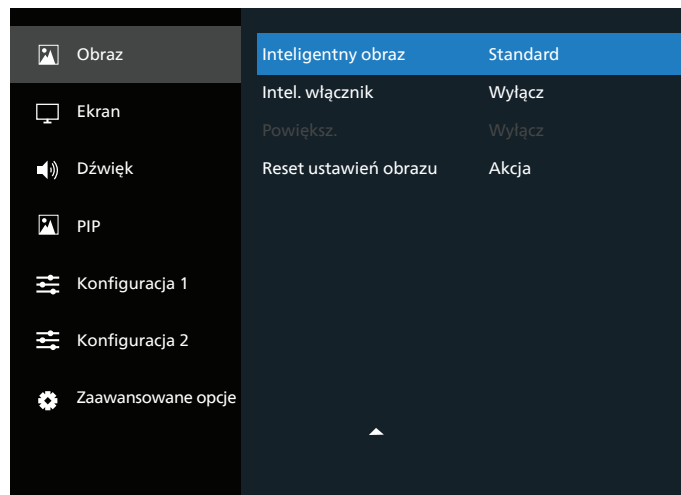 Obraz
Ekran
Dźwięk
PIP
Konfiguracja 1
Konfiguracja 2
Zaawansowane opcje
Inteligentny obraz Standard
Intel. włącznik Wyłącz
Powiększ. Wyłącz
Reset ustawień obrazu Akcja